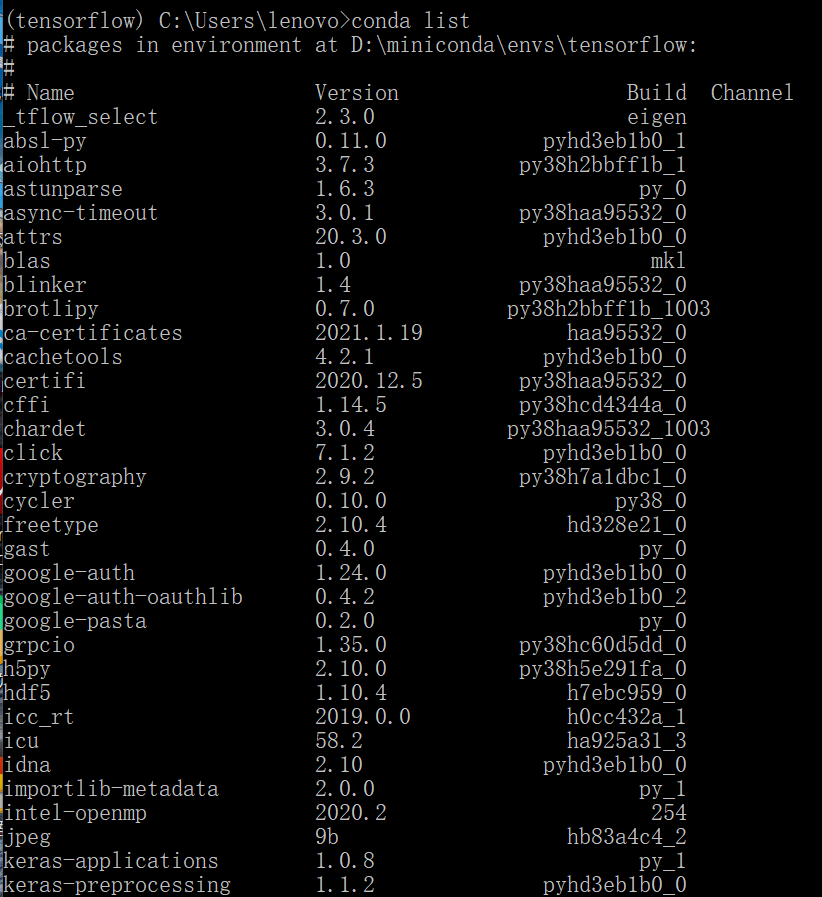 (tensorflow) C:\Users\lenovo>conda list
# packages in environment at D:\miniconda\envs\tensorflow:
#
# Name Version Build Channel
_tflow_select 2.3.0 eigen
absl-py 0.11.0 pyhd3eb1b0_1
aiohttp 3.7.3 py38h2bbff1b_1
astunparse 1.6.3 py_0
async-timeout 3.0.1 py38haa95532_0
attrs 20.3.0 pyhd3eb1b0_0
blas 1.0 mkl
blinker 1.4 py38haa95532_0
brotlipy 0.7.0 py38h2bbff1b_1003
ca-certificates 2021.1.19 haa95532_0
cachetools 4.2.1 pyhd3eb1b0_0
certifi 2020.12.5 py38haa95532_0
cffi 1.14.5 py38hcd4344a_0
chardet 3.0.4 py38haa95532_1003
click 7.1.2 pyhd3eb1b0_0
cryptography 2.9.2 py38h7a1dbc1_0
cycler 0.10.0 py38_0
freetype 2.10.4 hd328e21_0
gast 0.4.0 py_0
google-auth 1.24.0 pyhd3eb1b0_0
google-auth-oauthlib 0.4.2 pyhd3eb1b0_2
google-pasta 0.2.0 py_0
grpcio 1.35.0 py38hc60d5dd_0
h5py 2.10.0 py38h5e291fa_0
hdf5 1.10.4 h7ebc959_0
icc_rt 2019.0.0 h0cc432a_1
icu 58.2 ha925a31_3
idna 2.10 pyhd3eb1b0_0
importlib-metadata 2.0.0 py_1
intel-openmp 2020.2 254
jpeg 9b hb83a4c4_2
keras-applications 1.0.8 py_1
keras-preprocessing 1.1.2 pyhd3eb1b0_0